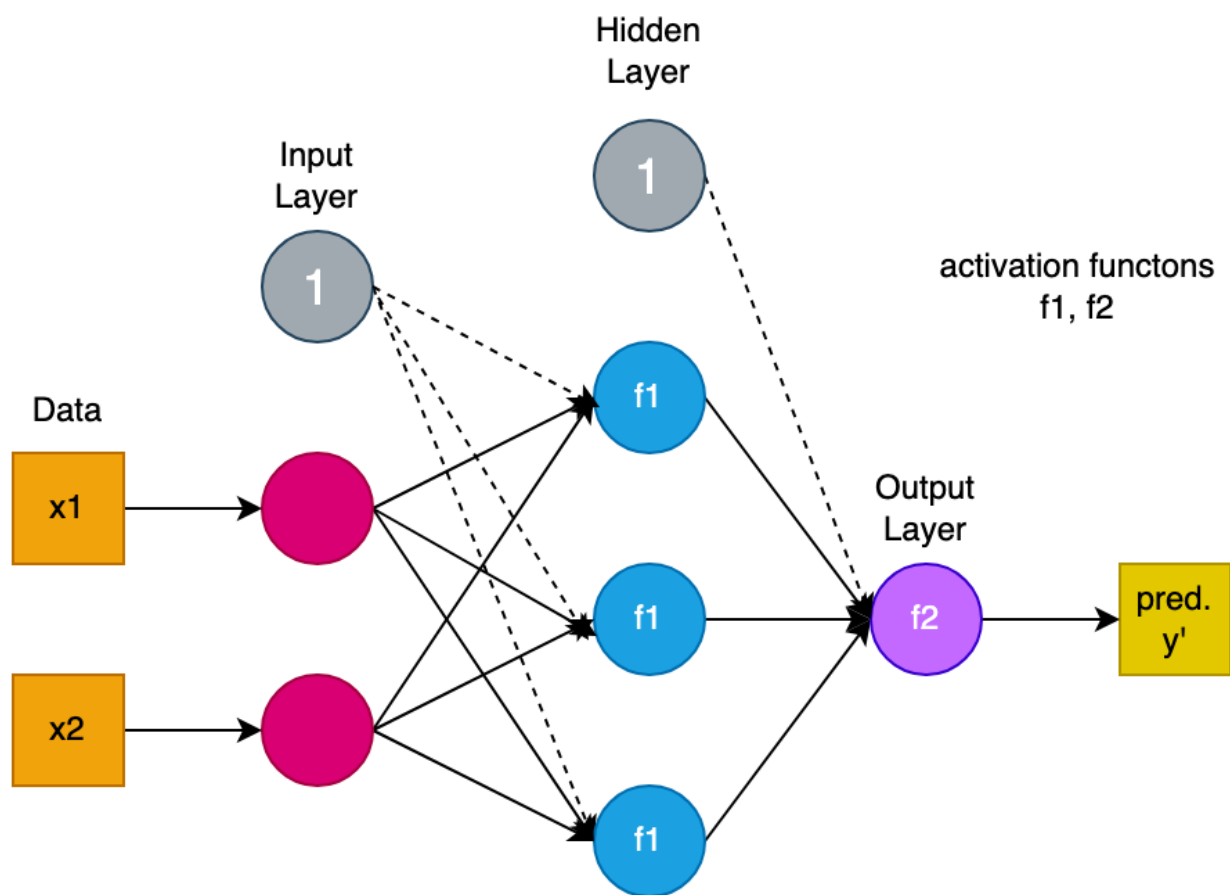 Hidden
Layer
1
Input
Layer
1
activation functons
f1, f2
f1
Data
x1
Output
Layer
f1
f2
pred.
y'
x2
f1